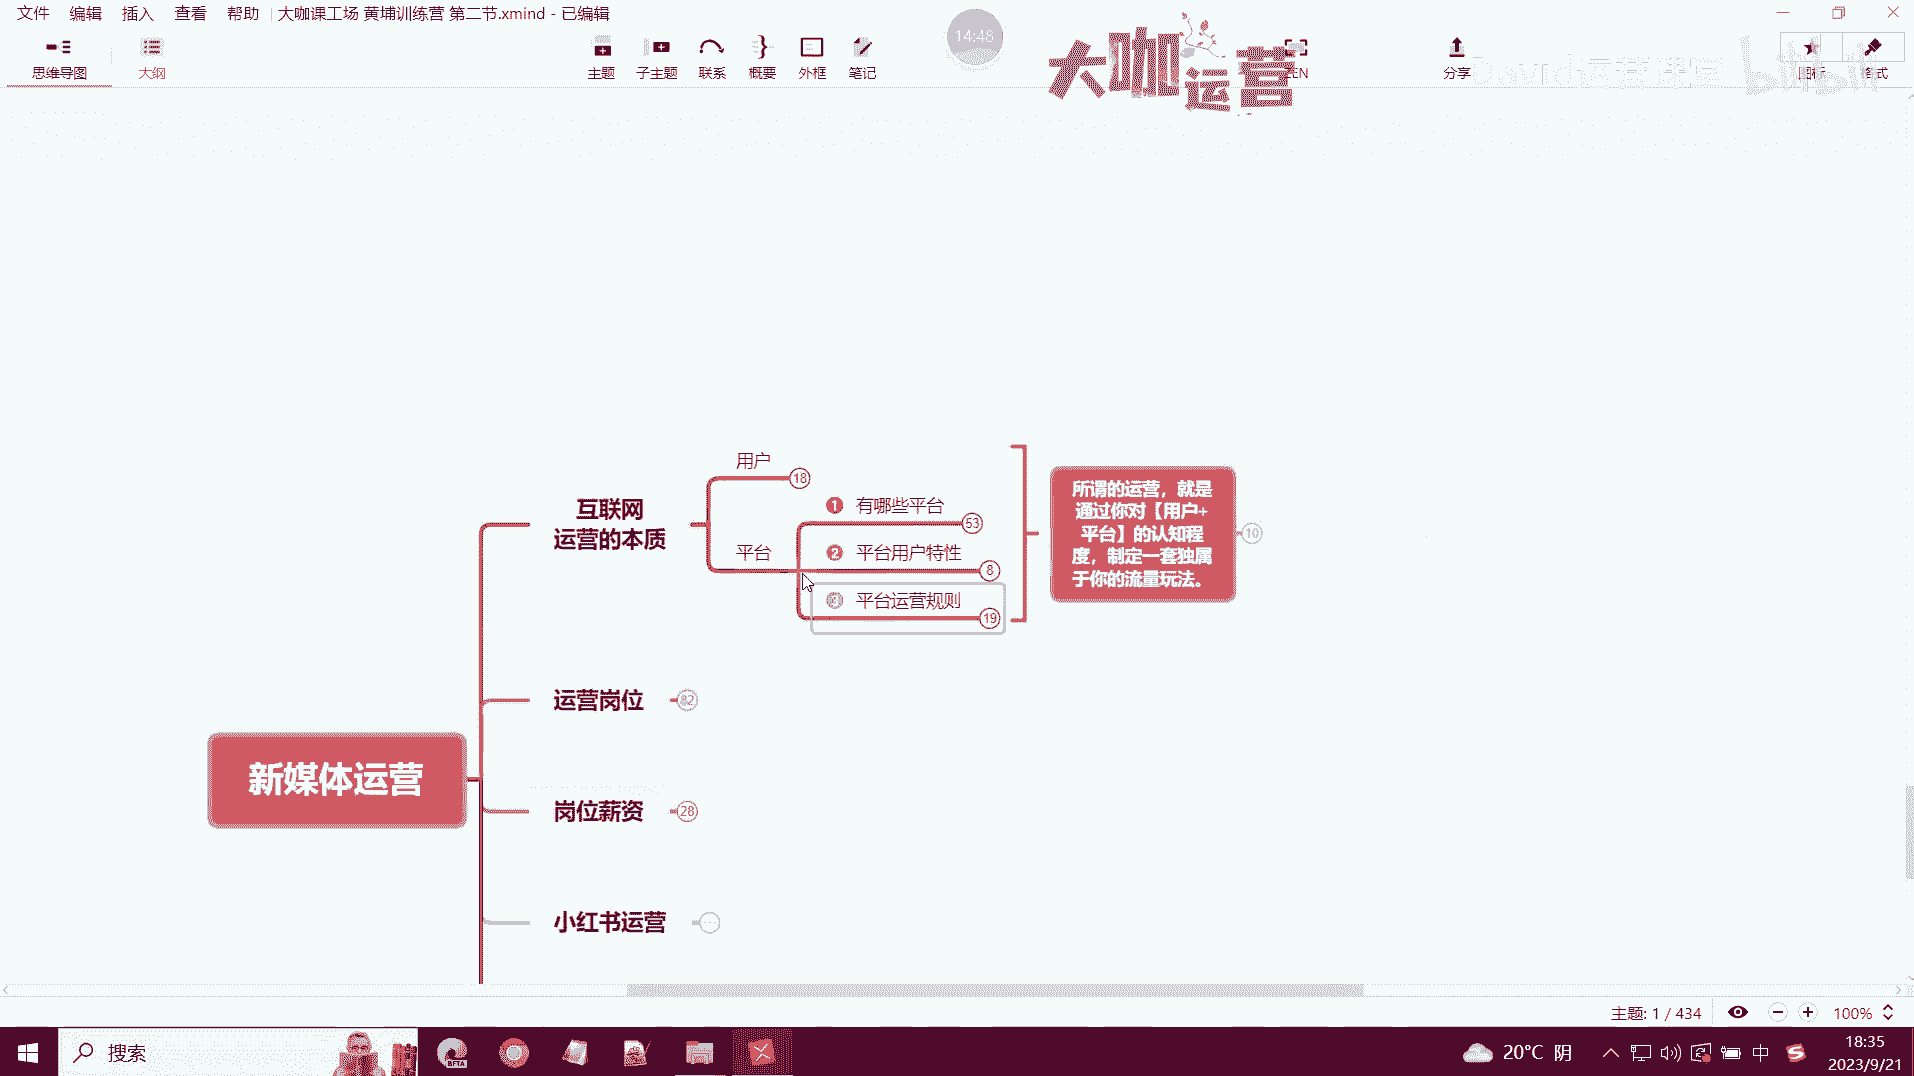 文件 编辑 插入 查看 帮助 大咖课工场 黄埔训练营 第二节.xmind - 已编辑
思维导图 大纲 主题 子主题 联系 概要 外框 笔记 14:48 大咖运营 ZEN 分享 图标 格式
bilibili
用户 18
互联网
运营的本质
平台
1 有哪些平台 53
2 平台用户特性 8
3 平台运营规则 19
所谓的运营，就是
通过你对【用户+
平台】的认知程
度，制定一套独属
于你的流量玩法。
10
运营岗位 82
新媒体运营
岗位薪资 28
小红书运营
主题: 1 / 434 100%
搜索 BETA 20°C 阴 中 18:35
2023/9/21